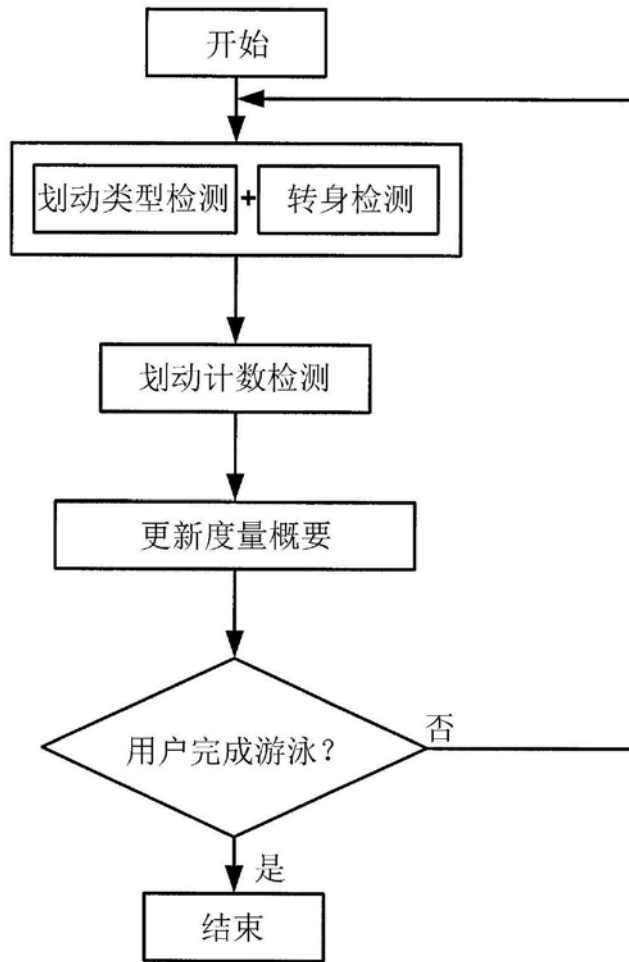 开始
划动类型检测+转身检测
划动计数检测
更新度量概要
用户完成游泳？
否
是
结束